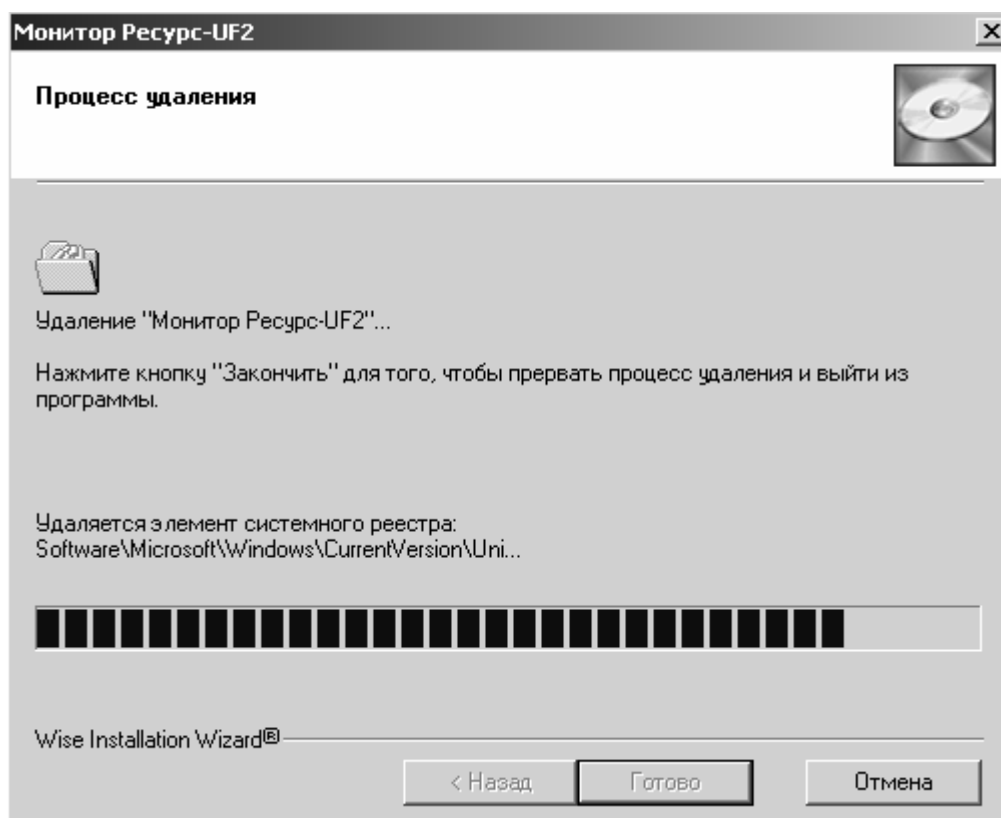 Монитор Ресурс-UF2
Процесс удаления
Удаление "Монитор Ресурс-UF2"...
Нажмите кнопку "Закончить" для того, чтобы прервать процесс удаления и выйти из
программы.
Удаляется элемент системного реестра:
Software\Microsoft\Windows\CurrentVersion\Uni...
Wise Installation Wizard®
< Назад
Готово
Отмена